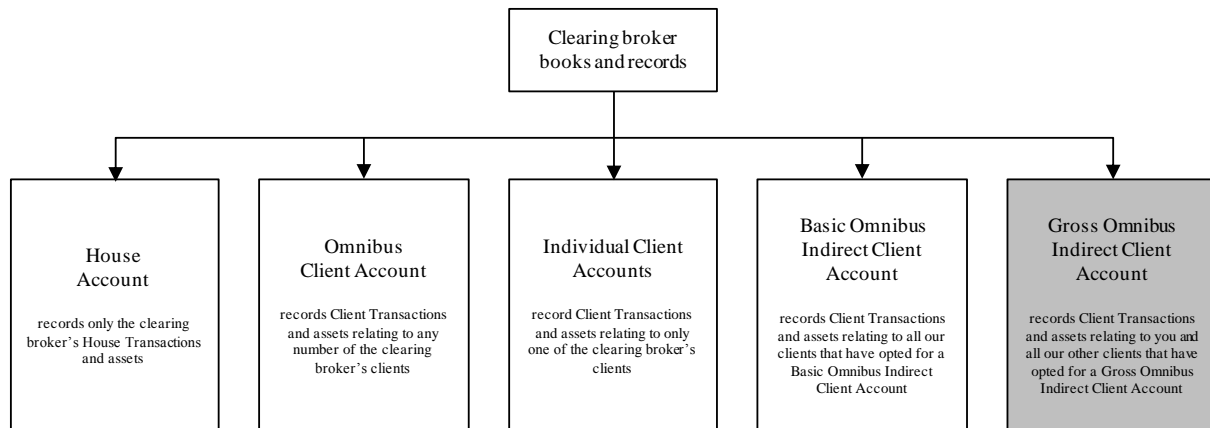 Clearing broker
books and records
House
Account
records only the clearing
broker's House Transactions
and assets
Omnibus
Client Account
records Client Transactions
and assets relating to any
number of the clearing
broker's clients
Individual Client
Accounts
record Client Transactions
and assets relating to only
one of the clearing broker's
clients
Basic Omnibus
Indirect Client
Account
records Client Transactions
and assets relating to all our
clients that have opted for a
Basic Omnibus Indirect
Client Account
Gross Omnibus
Indirect Client
Account
records Client Transactions
and assets relating to you and
all our other clients that have
opted for a Gross Omnibus
Indirect Client Account